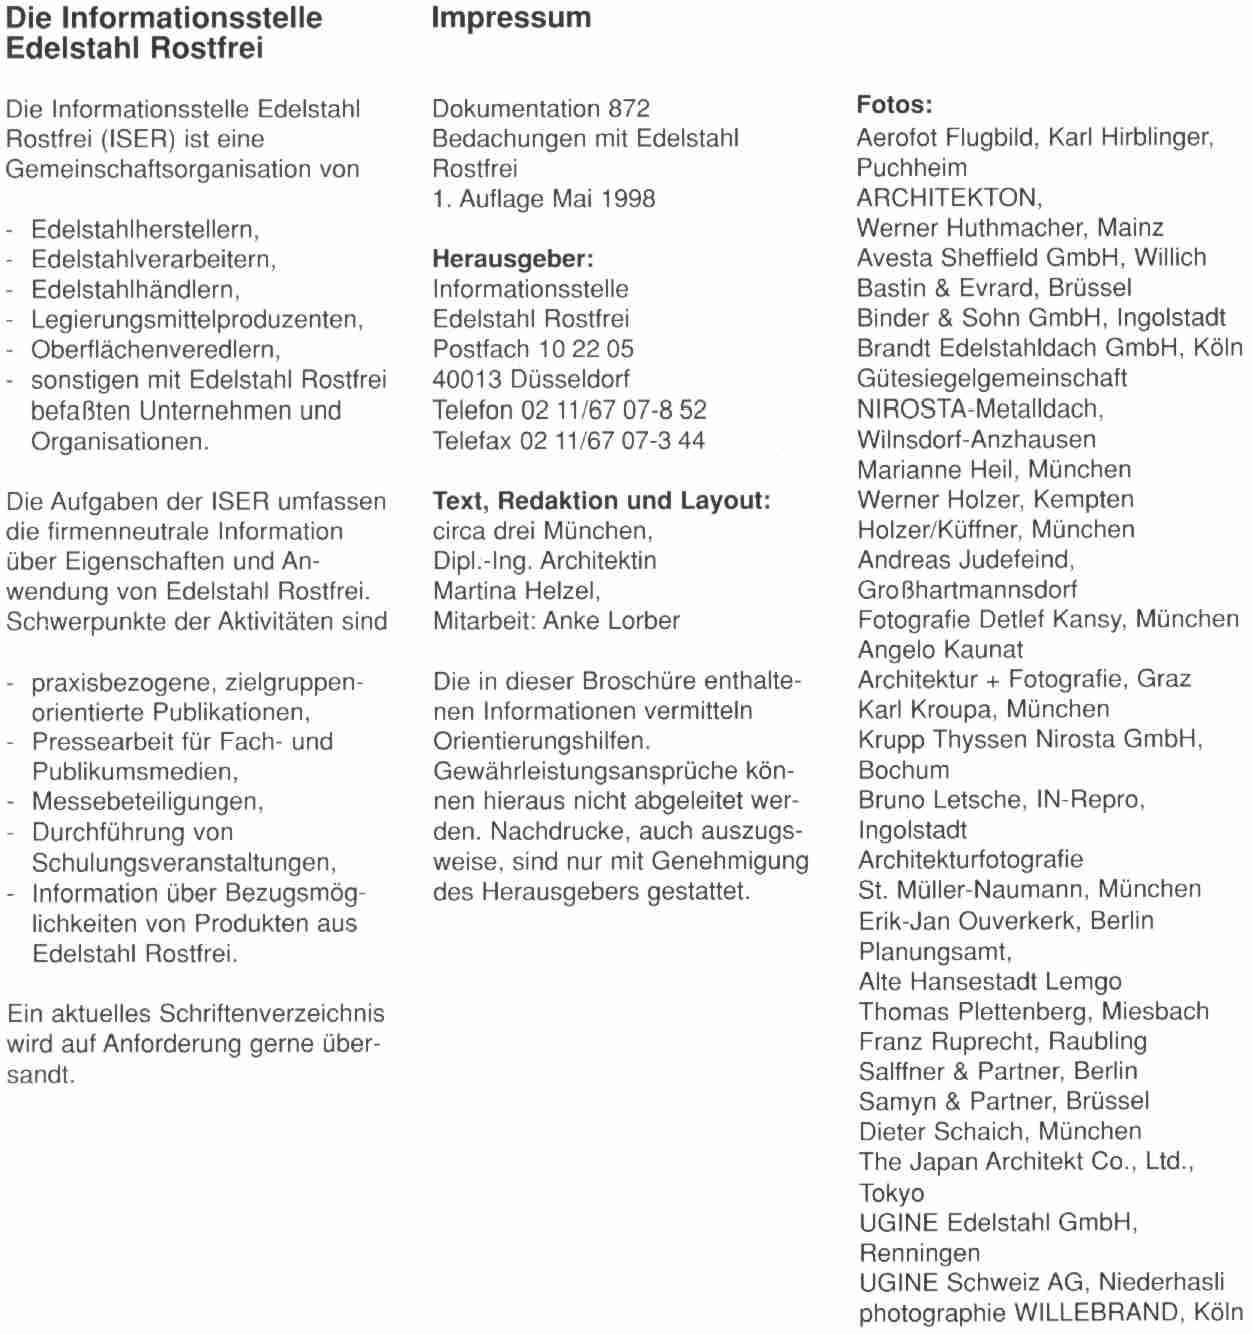 Die Informationsstelle
Edelstahl Rostfrei
Die Informationsstelle Edelstahl
Rostfrei (ISER) ist eine
Gemeinschaftsorganisation von
- Edelstahlherstellern,
- Edelstahlverarbeitern,
- Edelstahlhändlern,
- Legierungsmittelproduzenten,
- Oberflächenveredlern,
- sonstigen mit Edelstahl Rostfrei
befaßten Unternehmen und
Organisationen.
Die Aufgaben der ISER umfassen
die firmenneutrale Information
über Eigenschaften und An-
wendung von Edelstahl Rostfrei.
Schwerpunkte der Aktivitäten sind
- praxisbezogene, zielgruppen-
orientierte Publikationen,
- Pressearbeit für Fach- und
Publikumsmedien,
- Messebeteiligungen,
- Durchführung von
Schulungsveranstaltungen,
- Information über Bezugsmög-
lichkeiten von Produkten aus
Edelstahl Rostfrei.
Ein aktuelles Schriftenverzeichnis
wird auf Anforderung gerne über-
sandt.
Impressum
Dokumentation 872
Bedachungen mit Edelstahl
Rostfrei
1. Auflage Mai 1998
Herausgeber:
Informationsstelle
Edelstahl Rostfrei
Postfach 10 22 05
40013 Düsseldorf
Telefon 02 11/67 07-8 52
Telefax 02 11/67 07-3 44
Text, Redaktion und Layout:
circa drei München,
Dipl.-Ing. Architektin
Martina Helzel,
Mitarbeit: Anke Lorber
Die in dieser Broschüre enthalte-
nen Informationen vermitteln
Orientierungshilfen.
Gewährleistungsansprüche kön-
nen hieraus nicht abgeleitet wer-
den. Nachdrucke, auch auszugs-
weise, sind nur mit Genehmigung
des Herausgebers gestattet.
Fotos:
Aerofot Flugbild, Karl Hirblinger,
Puchheim
ARCHITEKTON,
Werner Huthmacher, Mainz
Avesta Sheffield GmbH, Willich
Bastin & Evrard, Brüssel
Binder & Sohn GmbH, Ingolstadt
Brandt Edelstahldach GmbH, Köln
Gütesiegelgemeinschaft
NIROSTA-Metalldach,
Wilnsdorf-Anzhausen
Marianne Heil, München
Werner Holzer, Kempten
Holzer/Küffner, München
Andreas Judefeind,
Großhartmannsdorf
Fotografie Detlef Kansy, München
Angelo Kaunat
Architektur + Fotografie, Graz
Karl Kroupa, München
Krupp Thyssen Nirosta GmbH,
Bochum
Bruno Letsche, IN-Repro,
Ingolstadt
Architekturfotografie
St. Müller-Naumann, München
Erik-Jan Ouverkerk, Berlin
Planungsamt,
Alte Hansestadt Lemgo
Thomas Plettenberg, Miesbach
Franz Ruprecht, Raubling
Salffner & Partner, Berlin
Samyn & Partner, Brüssel
Dieter Schaich, München
The Japan Architekt Co., Ltd.,
Tokyo
UGINE Edelstahl GmbH,
Renningen
UGINE Schweiz AG, Niederhasli
photographie WILLEBRAND, Köln